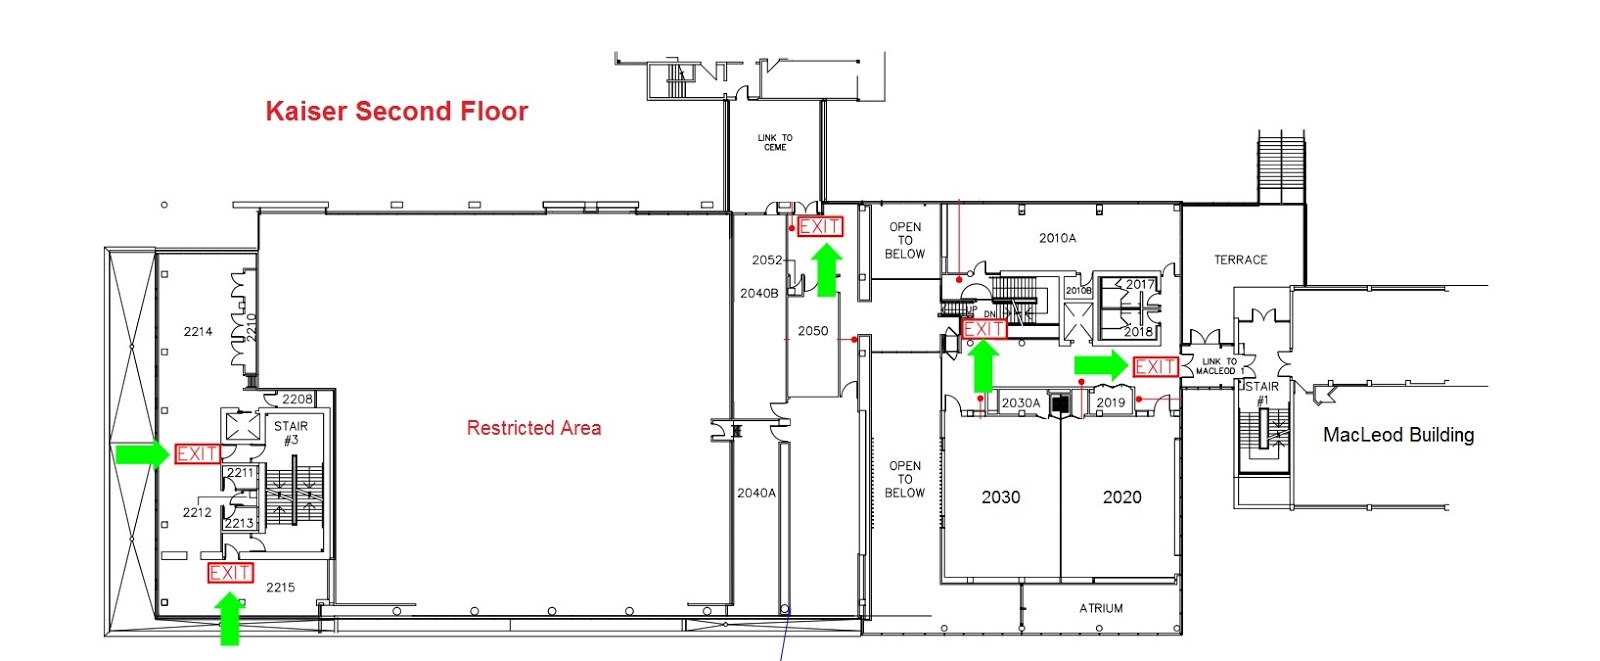 Kaiser Second Floor
LINK TO
CEME
EXIT
OPEN
TO
BELOW
2010A
TERRACE
2052
2040B
2010B
2017
2018
UP
DN
EXIT
2214
2210
2050
LINK TO
MACLEOD 1
EXIT
STAIR
#1
2208
2030A
2019
STAIR
#3
Restricted Area
MacLeod Building
EXIT
2211
OPEN
TO
BELOW
2040A
2030
2020
2212
2213
EXIT
2215
ATRIUM